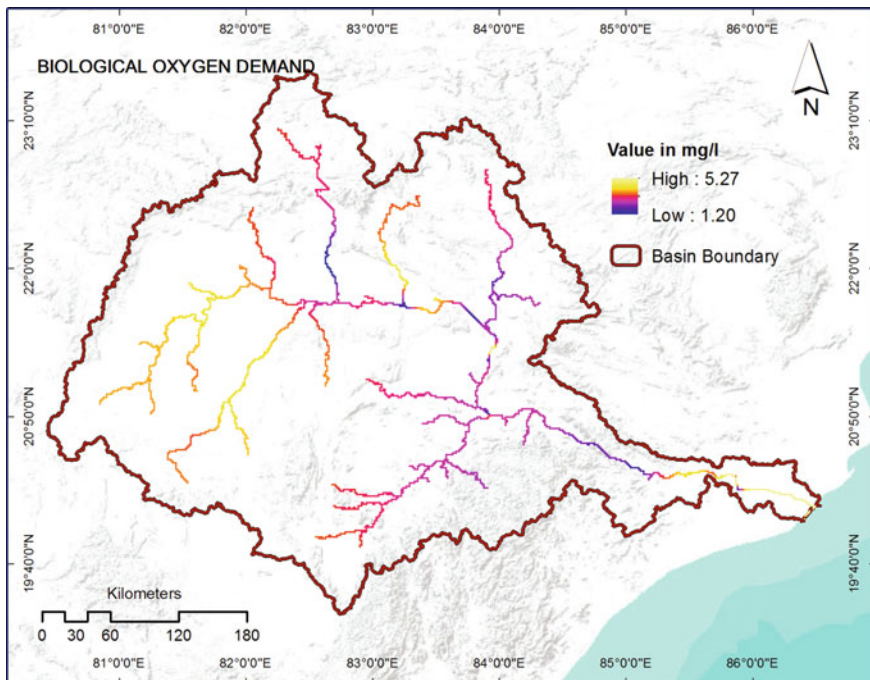 81°0'0"E 82°0'0"E 83°0'0"E 84°0'0"E 85°0'0"E 86°0'0"E
BIOLOGICAL OXYGEN DEMAND
N
23°10'0"N
23°10'0"N
Value in mg/l
High : 5.27
Low : 1.20
Basin Boundary
22°0'0"N
22°0'0"N
20°50'0"N
20°50'0"N
19°40'0"N
19°40'0"N
Kilometers
0 30 60 120 180
81°0'0"E 82°0'0"E 83°0'0"E 84°0'0"E 85°0'0"E 86°0'0"E